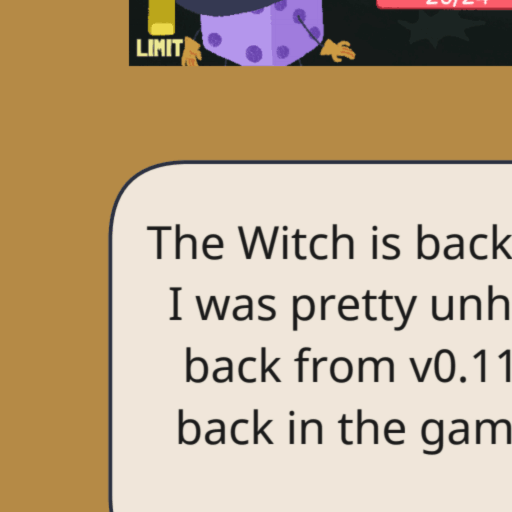 LIMIT
The Witch is back
I was pretty unh
back from v0.11
back in the gam